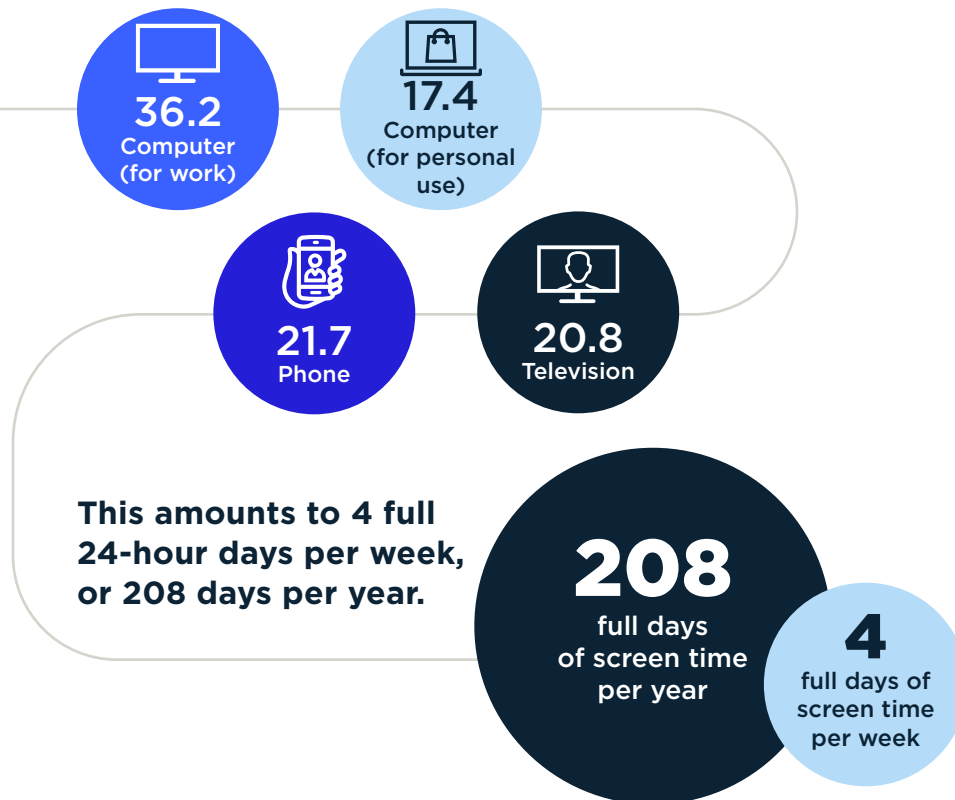 36.2
Computer
(for work)
17.4
Computer
(for personal
use)
21.7
Phone
20.8
Television
This amounts to 4 full
24-hour days per week,
or 208 days per year.
208
full days
of screen time
per year
4
full days of
screen time
per week